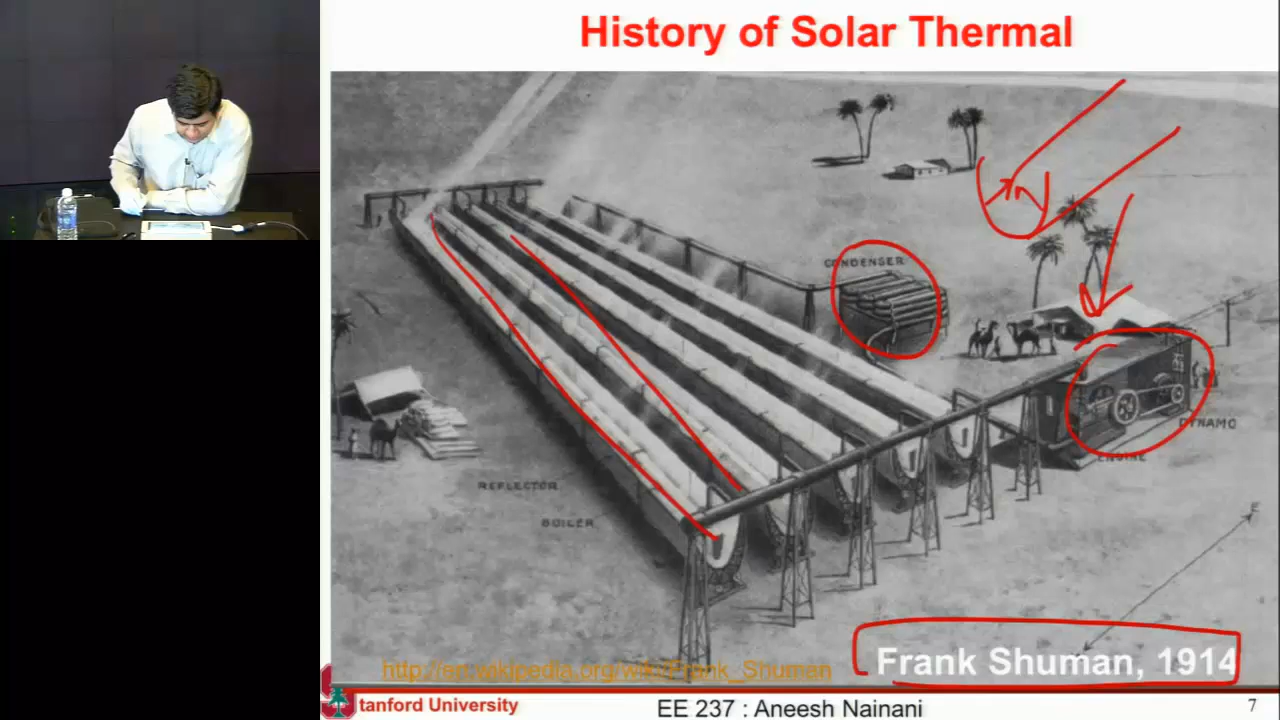 History of Solar Thermal
CONDENSER
DYNAMO
ENGINE
REFLECTOR
BOILER
E
Frank Shuman, 1914
http://en.wikipedia.org/wiki/Frank_Shuman
tanford University
EE 237 : Aneesh Nainani
7